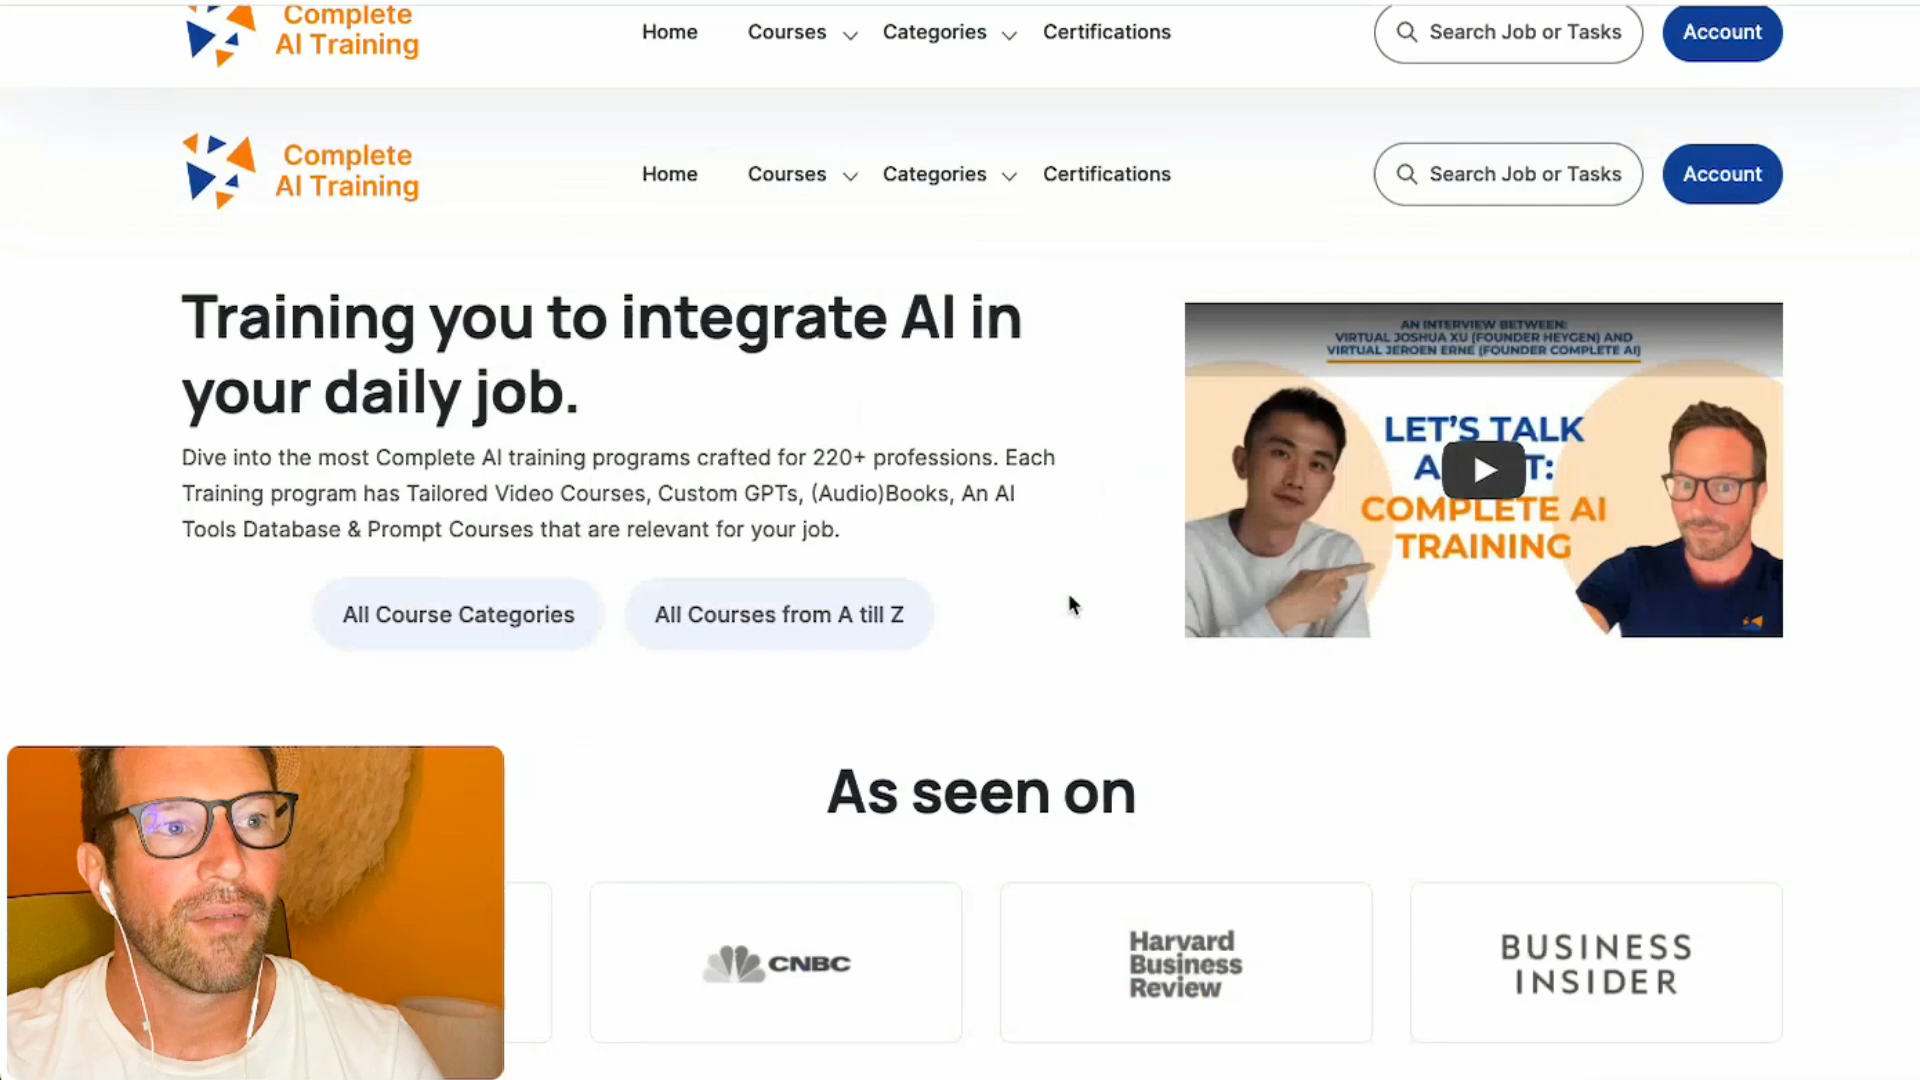 Complete
AI Training
Home
Courses
Categories
Certifications
Search Job or Tasks
Account
Complete
AI Training
Home
Courses
Categories
Certifications
Search Job or Tasks
Account
Training you to integrate AI in
your daily job.
Dive into the most Complete AI training programs crafted for 220+ professions. Each
Training program has Tailored Video Courses, Custom GPTs, (Audio)Books, An AI
Tools Database & Prompt Courses that are relevant for your job.
All Course Categories
All Courses from A till Z
AN INTERVIEW BETWEEN:
VIRTUAL JOSHUA XU (FOUNDER HEYGEN) AND
VIRTUAL JEROEN ERNE (FOUNDER COMPLETE AI)
LET'S TALK
A T:
COMPLETE AI
TRAINING
As seen on
CNBC
Harvard
Business
Review
BUSINESS
INSIDER